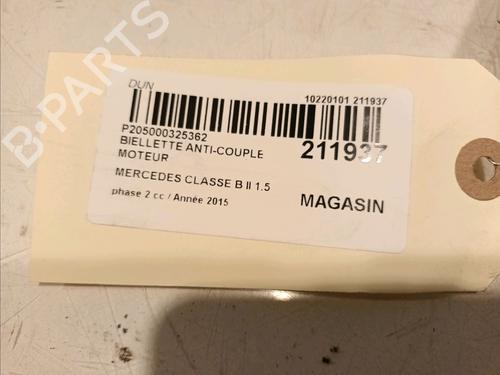 B-PARTS
DUN
10220101 211937
P205000325362
BIELLETTE ANTI-COUPLE
MOTEUR
211937
MERCEDES CLASSE B II 1.5
phase 2 cc / Année 2015
MAGASIN